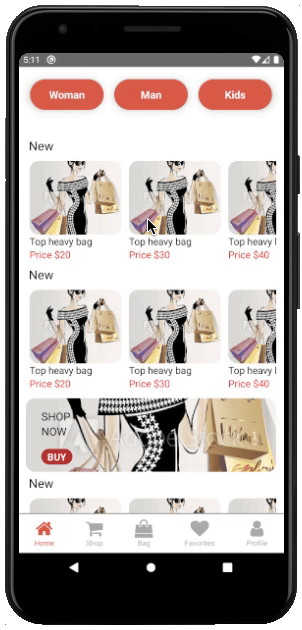 5:11
Woman Man Kids
New
Top heavy bag Top heavy bag Top heavy l
Price $20 Price $30 Price $40
New
Top heavy bag Top heavy bag Top heavy l
Price $20 Price $30 Price $40
SHOP
NOW
BUY
New
Home Shop Bag Favorites Profile